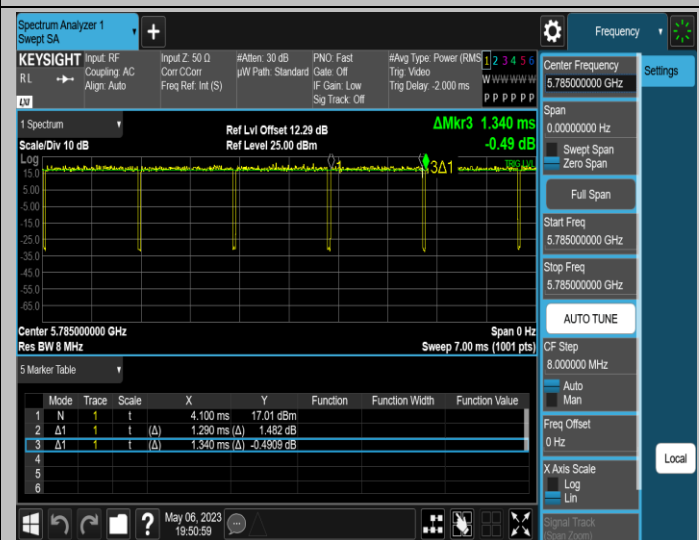 Spectrum Analyzer 1
Swept SA
+
Frequency
KEYSIGHT
RL
LXI
Input: RF
Coupling: AC
Align: Auto
Input Z: 50 Ω
Corr CCorr
Freq Ref: Int (S)
#Atten: 30 dB
µW Path: Standard
PNO: Fast
Gate: Off
IF Gain: Low
Sig Track: Off
#Avg Type: Power (RMS
Trig: Video
Trig Delay: -2.000 ms
1 2 3 4 5 6
W W W W W W
P P P P P P
1 Spectrum
Scale/Div 10 dB
Ref Lvl Offset 12.29 dB
Ref Level 25.00 dBm
ΔMkr3 1.340 ms
-0.49 dB
Log
15.0
5.00
-5.00
-15.0
-25.0
-35.0
-45.0
-55.0
-65.0
1
3Δ1
TRIG LVL
Center 5.785000000 GHz
Res BW 8 MHz
Span 0 Hz
Sweep 7.00 ms (1001 pts)
5 Marker Table
Mode Trace Scale X Y Function Function Width Function Value
1 N 1 t 4.100 ms 17.01 dBm
2 Δ1 1 t (Δ) 1.290 ms (Δ) 1.482 dB
3 Δ1 1 t (Δ) 1.340 ms (Δ) -0.4909 dB
4
5
6
?
May 06, 2023
19:50:59
Center Frequency
5.785000000 GHz
Span
0.00000000 Hz
Swept Span
Zero Span
Full Span
Start Freq
5.785000000 GHz
Stop Freq
5.785000000 GHz
AUTO TUNE
CF Step
8.000000 MHz
Auto
Man
Freq Offset
0 Hz
X Axis Scale
Log
Lin
Signal Track
(Span Zoom)
Settings
Local